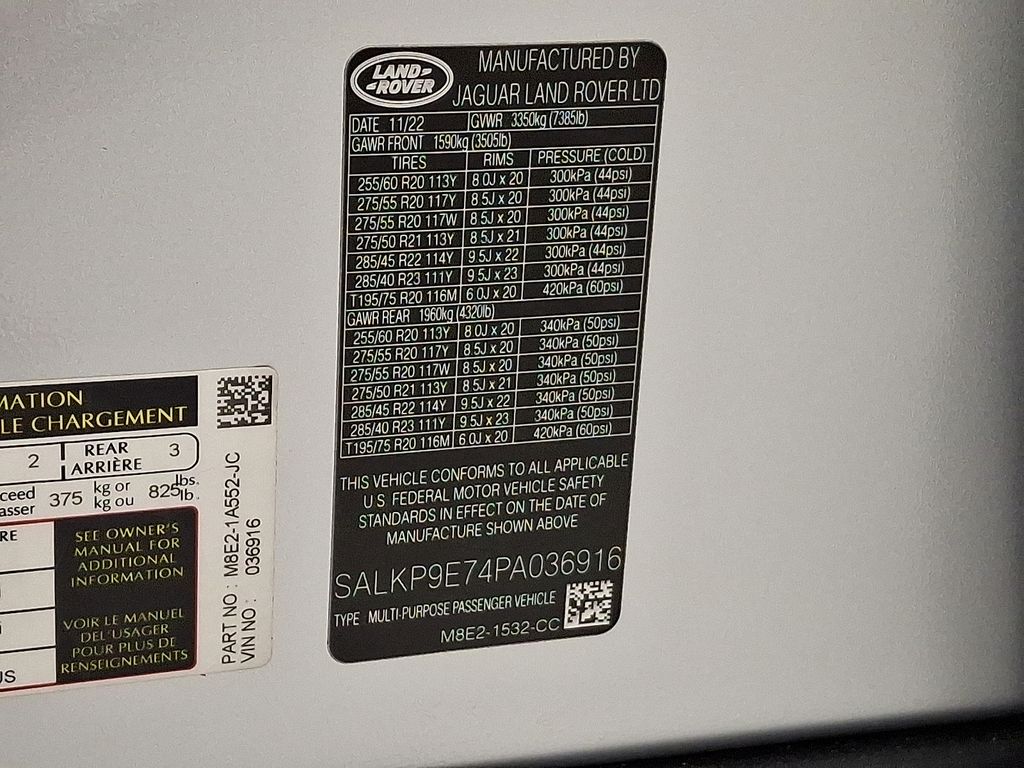 LAND-
-ROVER
MANUFACTURED BY
JAGUAR LAND ROVER LTD
DATE 11/22 GVWR 3350kg (7385lb)
GAWR FRONT 1590kg (3505lb)
TIRES RIMS PRESSURE (COLD)
255/60 R20 113Y 8.0J x 20 300kPa (44psi)
275/55 R20 117Y 8.5J x 20 300kPa (44psi)
275/55 R20 117W 8.5J x 20 300kPa (44psi)
275/50 R21 113Y 8.5J x 21 300kPa (44psi)
285/45 R22 114Y 9.5J x 22 300kPa (44psi)
285/40 R23 111Y 9.5J x 23 300kPa (44psi)
T195/75 R20 116M 6.0J x 20 420kPa (60psi)
GAWR REAR 1960kg (4320lb)
255/60 R20 113Y 8.0J x 20 340kPa (50psi)
275/55 R20 117Y 8.5J x 20 340kPa (50psi)
275/55 R20 117W 8.5J x 20 340kPa (50psi)
275/50 R21 113Y 8.5J x 21 340kPa (50psi)
285/45 R22 114Y 9.5J x 22 340kPa (50psi)
285/40 R23 111Y 9.5J x 23 340kPa (50psi)
T195/75 R20 116M 6.0J x 20 420kPa (60psi)
THIS VEHICLE CONFORMS TO ALL APPLICABLE
U.S. FEDERAL MOTOR VEHICLE SAFETY
STANDARDS IN EFFECT ON THE DATE OF
MANUFACTURE SHOWN ABOVE
SALKP9E74PA036916
TYPE MULTI-PURPOSE PASSENGER VEHICLE
M8E2-1532-CC
MATION
LE CHARGEMENT
2 REAR 3
ARRIÈRE
ceed 375 kg or 825 lbs.
asser kg ou lb.
RE
SEE OWNER'S
MANUAL FOR
ADDITIONAL
INFORMATION
VOIR LE MANUEL
DEL'USAGER
POUR PLUS DE
RENSEIGNEMENTS
US
PART NO : M8E2-1A552-JC
VIN NO : 036916